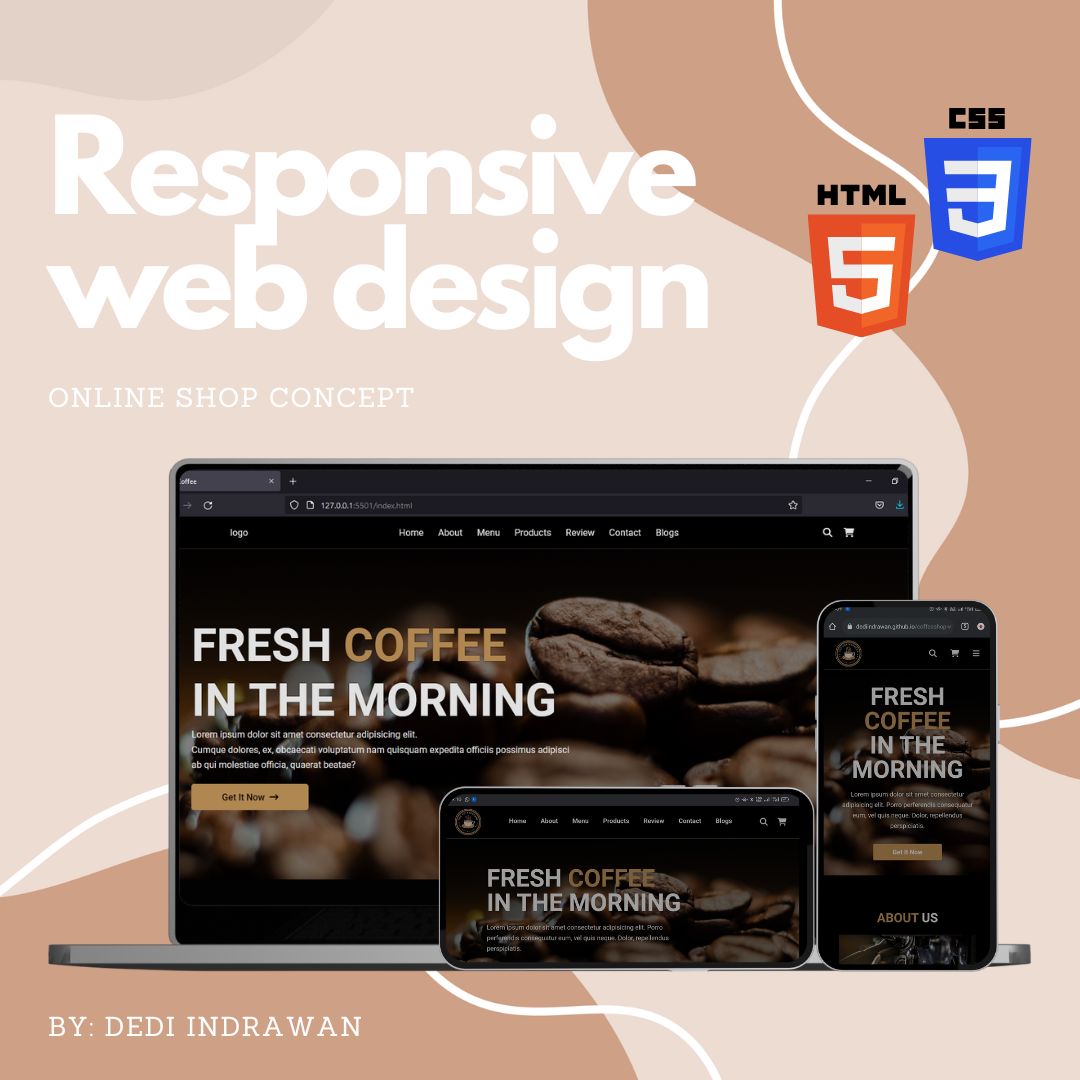 Responsive
web design
ONLINE SHOP CONCEPT
CSS
3
HTML
5
offee
127.0.0.1:5501/index.html
logo Home About Menu Products Review Contact Blogs
FRESH COFFEE
IN THE MORNING
Lorem ipsum dolor sit amet consectetur adipisicing elit.
Cumque dolores, ex, obcaecati voluptatum nam quisquam expedita officiis possimus adipisci
ab qui molestiae officia, quaerat beatae?
Get It Now
Home About Menu Products Review Contact Blogs
FRESH COFFEE
IN THE MORNING
Lorem ipsum dolor sit amet consectetur adipisicing elit. Porro
perferendis consequatur eum, vel quis neque. Dolor, repellendus
perspiciatis.
dediindrawan.github.io/coffeeshop
FRESH
COFFEE
IN THE
MORNING
Lorem ipsum dolor sit amet consectetur
adipisicing elit. Porro perferendis consequatur
eum, vel quis neque. Dolor, repellendus
perspiciatis.
Get It Now
ABOUT US
BY: DEDI INDRAWAN